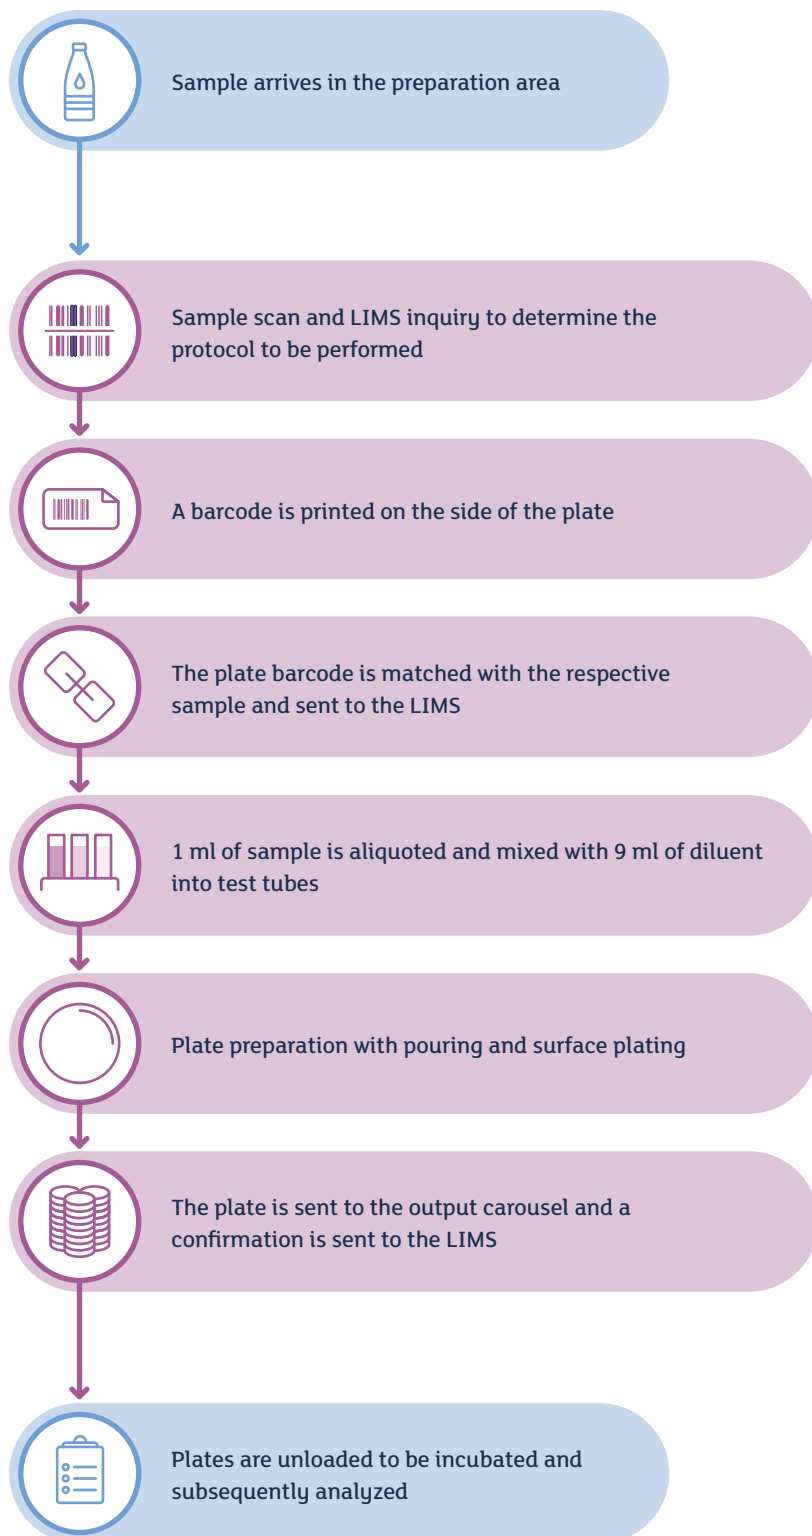 Sample arrives in the preparation area
Sample scan and LIMS inquiry to determine the
protocol to be performed
A barcode is printed on the side of the plate
The plate barcode is matched with the respective
sample and sent to the LIMS
1 ml of sample is aliquoted and mixed with 9 ml of diluent
into test tubes
Plate preparation with pouring and surface plating
The plate is sent to the output carousel and a
confirmation is sent to the LIMS
Plates are unloaded to be incubated and
subsequently analyzed